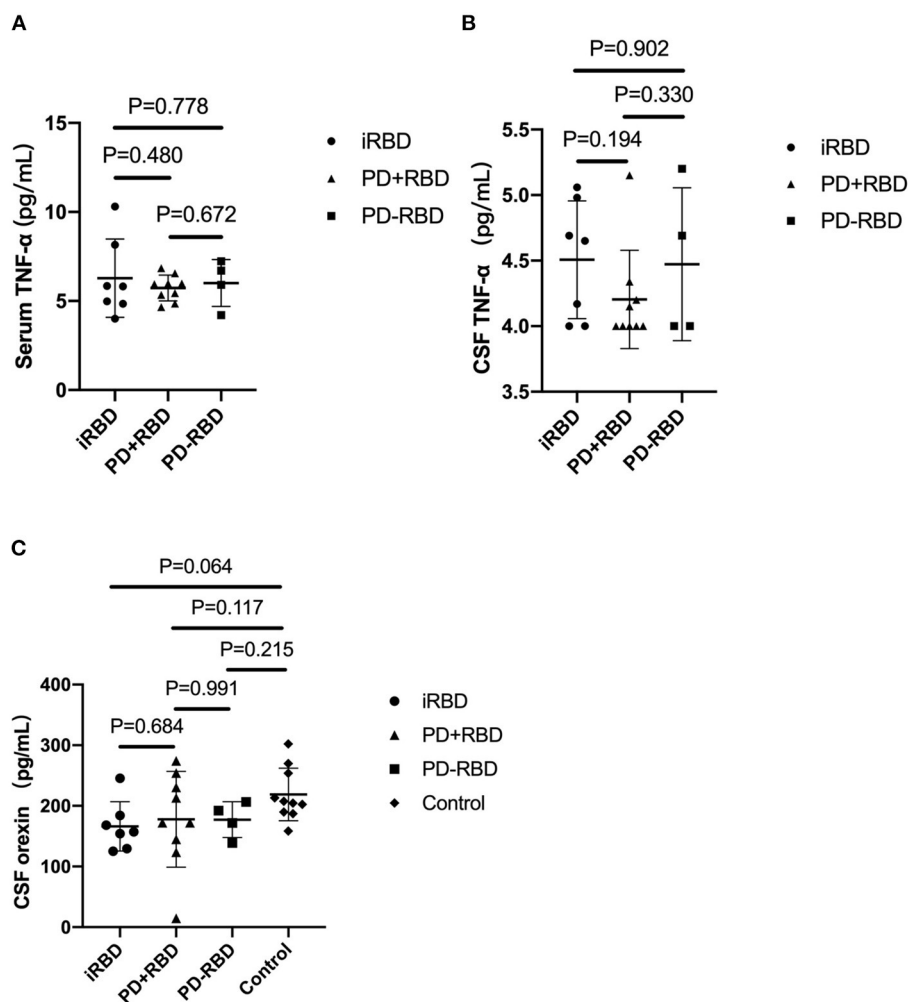 A
P=0.778
P=0.480
P=0.672
Serum TNF-α (pg/mL)
15
10
5
0
iRBD
PD+RBD
PD-RBD
iRBD
PD+RBD
PD-RBD
B
P=0.902
P=0.330
P=0.194
CSF TNF-α (pg/mL)
5.5
5.0
4.5
4.0
3.5
iRBD
PD+RBD
PD-RBD
iRBD
PD+RBD
PD-RBD
C
P=0.064
P=0.117
P=0.215
P=0.991
P=0.684
CSF orexin (pg/mL)
400
300
200
100
0
iRBD
PD+RBD
PD-RBD
Control
iRBD
PD+RBD
PD-RBD
Control